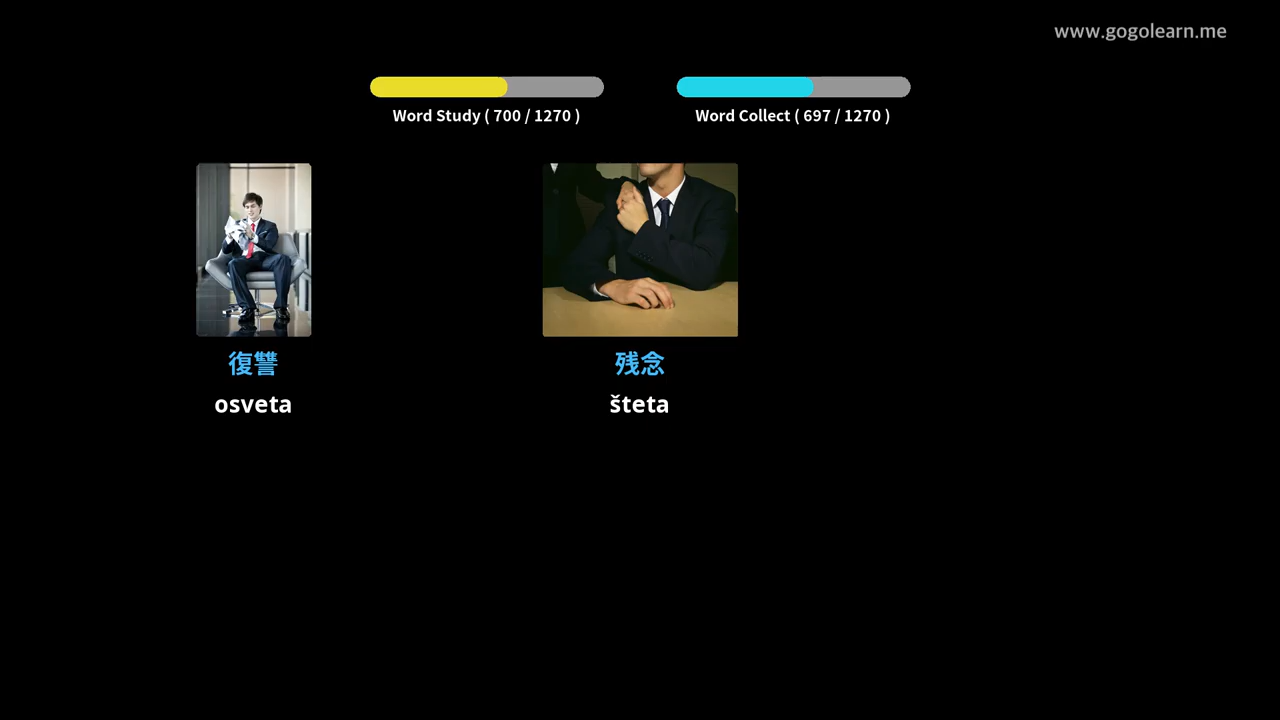 www.gogolearn.me
Word Study ( 700 / 1270 )
Word Collect ( 697 / 1270 )
復讐
osveta
残念
šteta